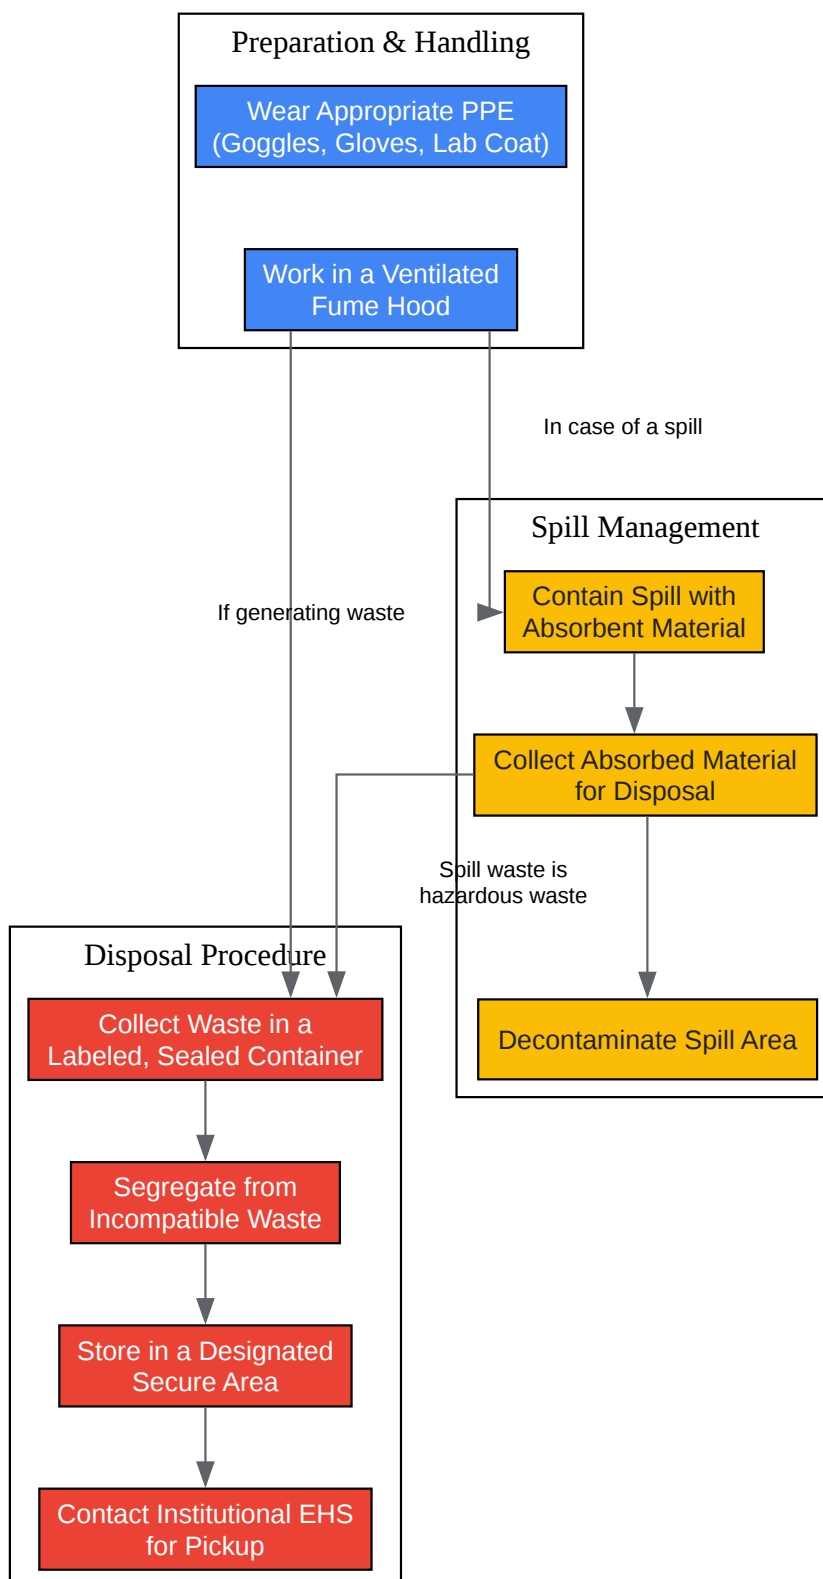 Preparation & Handling
Wear Appropriate PPE
(Goggles, Gloves, Lab Coat)
Work in a Ventilated
Fume Hood
In case of a spill
Spill Management
Contain Spill with
Absorbent Material
If generating waste
Collect Absorbed Material
for Disposal
Spill waste is
hazardous waste
Disposal Procedure
Collect Waste in a
Labeled, Sealed Container
Decontaminate Spill Area
Segregate from
Incompatible Waste
Store in a Designated
Secure Area
Contact Institutional EHS
for Pickup